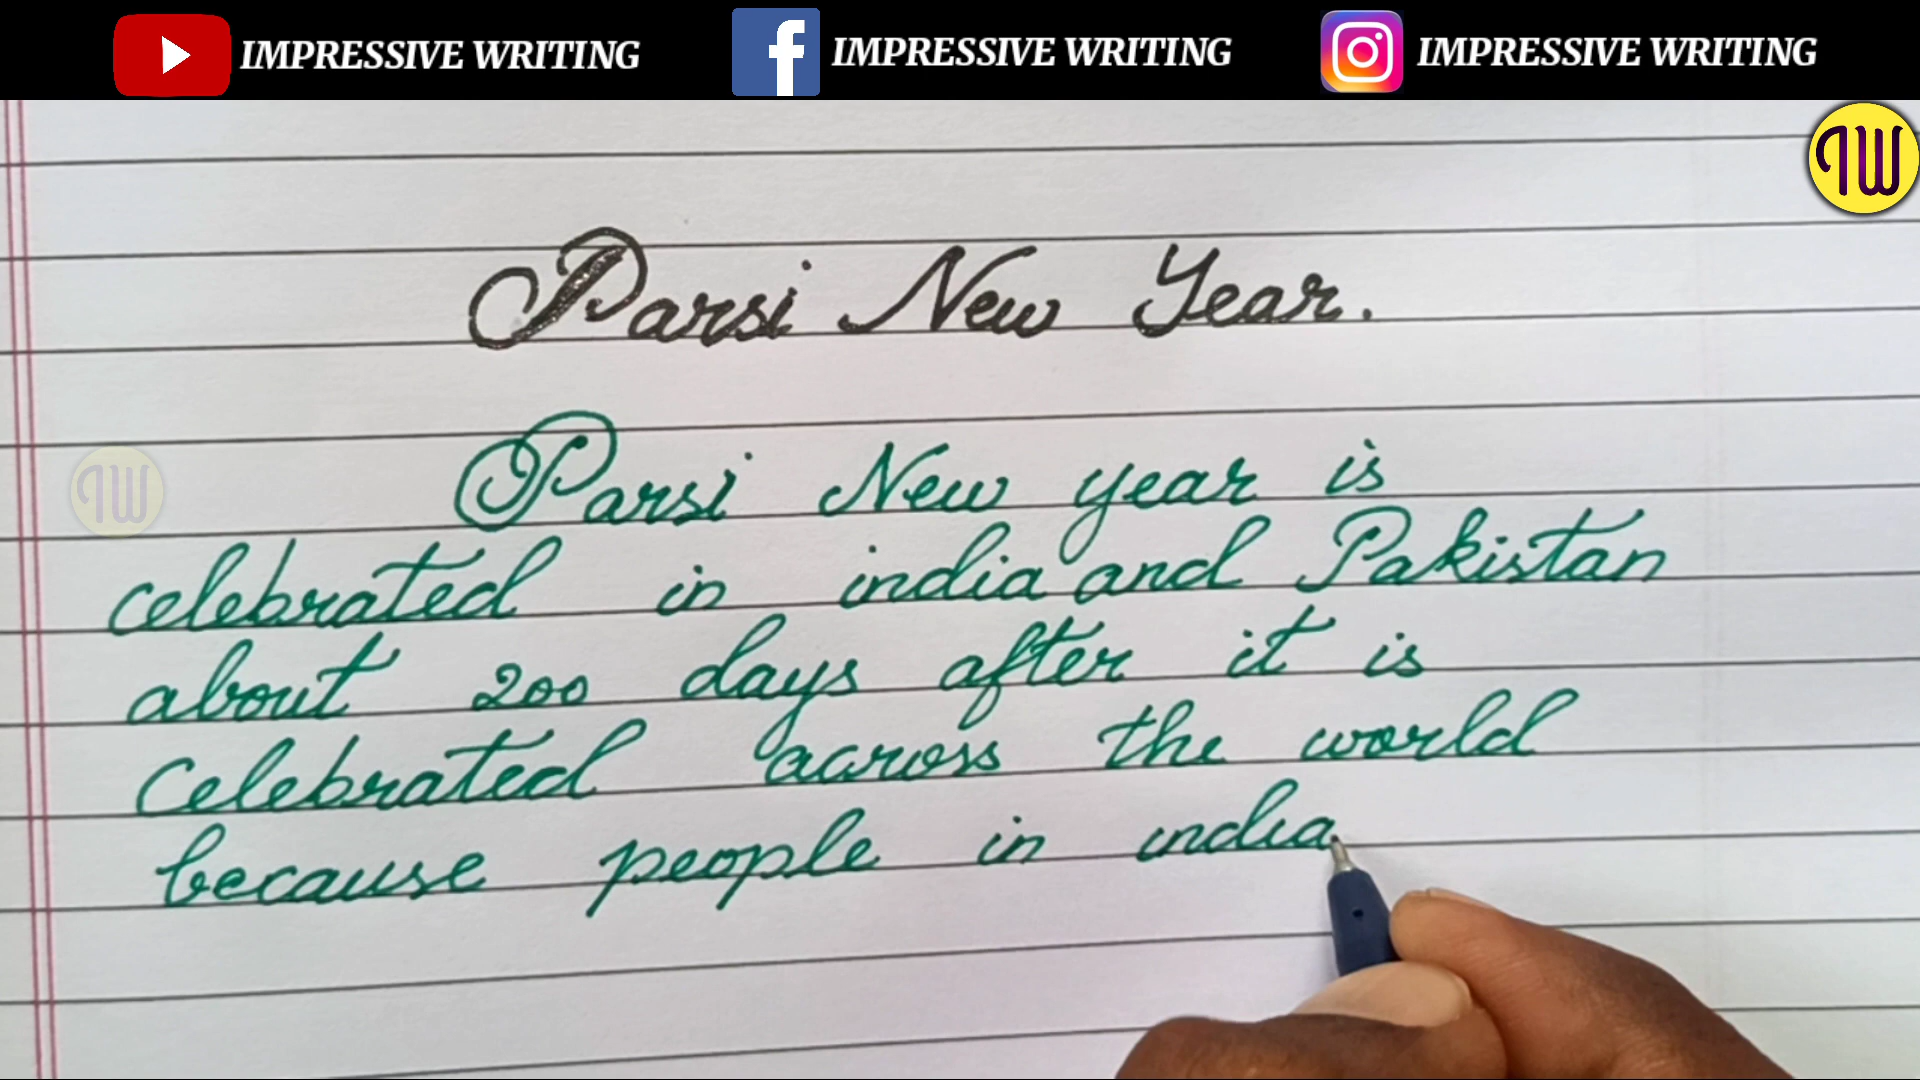 IMPRESSIVE WRITING IMPRESSIVE WRITING IMPRESSIVE WRITING
IW
Parsi New Year.
Parsi New year is
IW
celebrated in india and Pakistan
about 200 days after it is
Celebrated across the world
because people in india